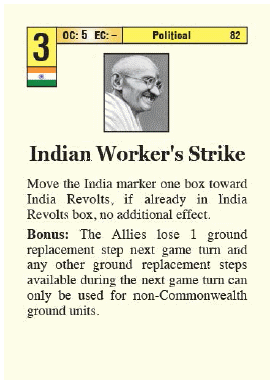 3
OC: 5 EC: – Political 82
Indian Worker's Strike
Move the India marker one box toward
India Revolts, if already in India
Revolts box, no additional effect.
Bonus: The Allies lose 1 ground
replacement step next game turn and
any other ground replacement steps
available during the next game turn can
only be used for non-Commonwealth
ground units.